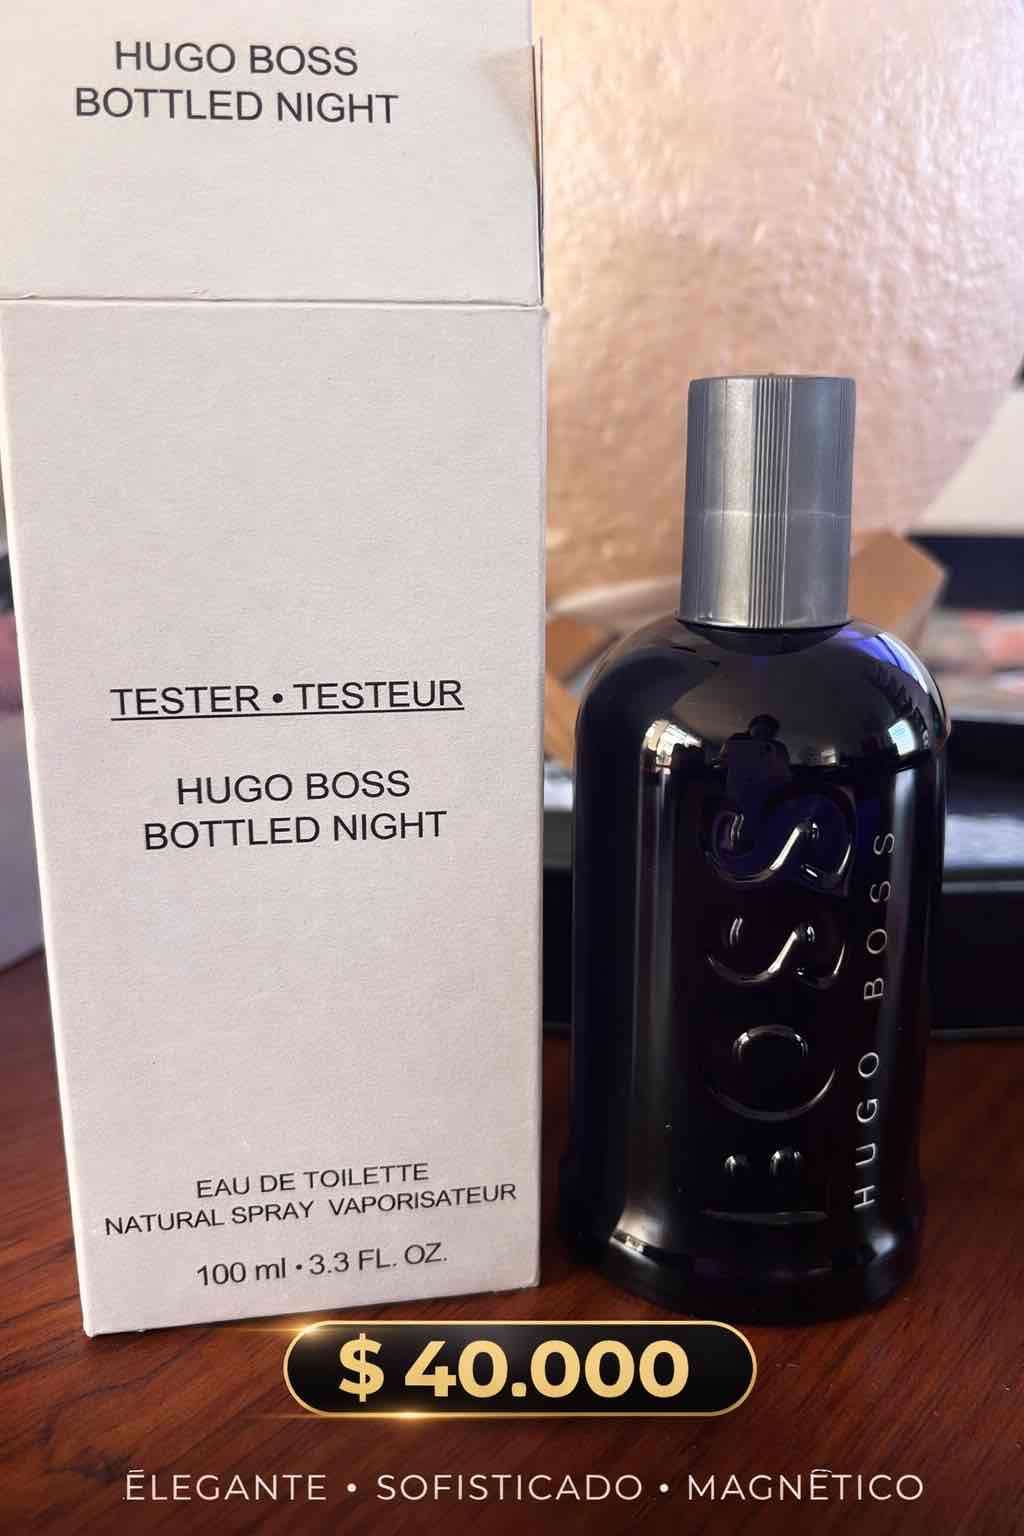 HUGO BOSS
BOTTLED NIGHT
TESTER • TESTEUR
HUGO BOSS
BOTTLED NIGHT
EAU DE TOILETTE
NATURAL SPRAY VAPORISATEUR
100 ml • 3.3 FL. OZ.
BOSS
HUGO BOSS
$ 40.000
ĒLEGANTE • SOFISTICADO • MAGNĒTICO